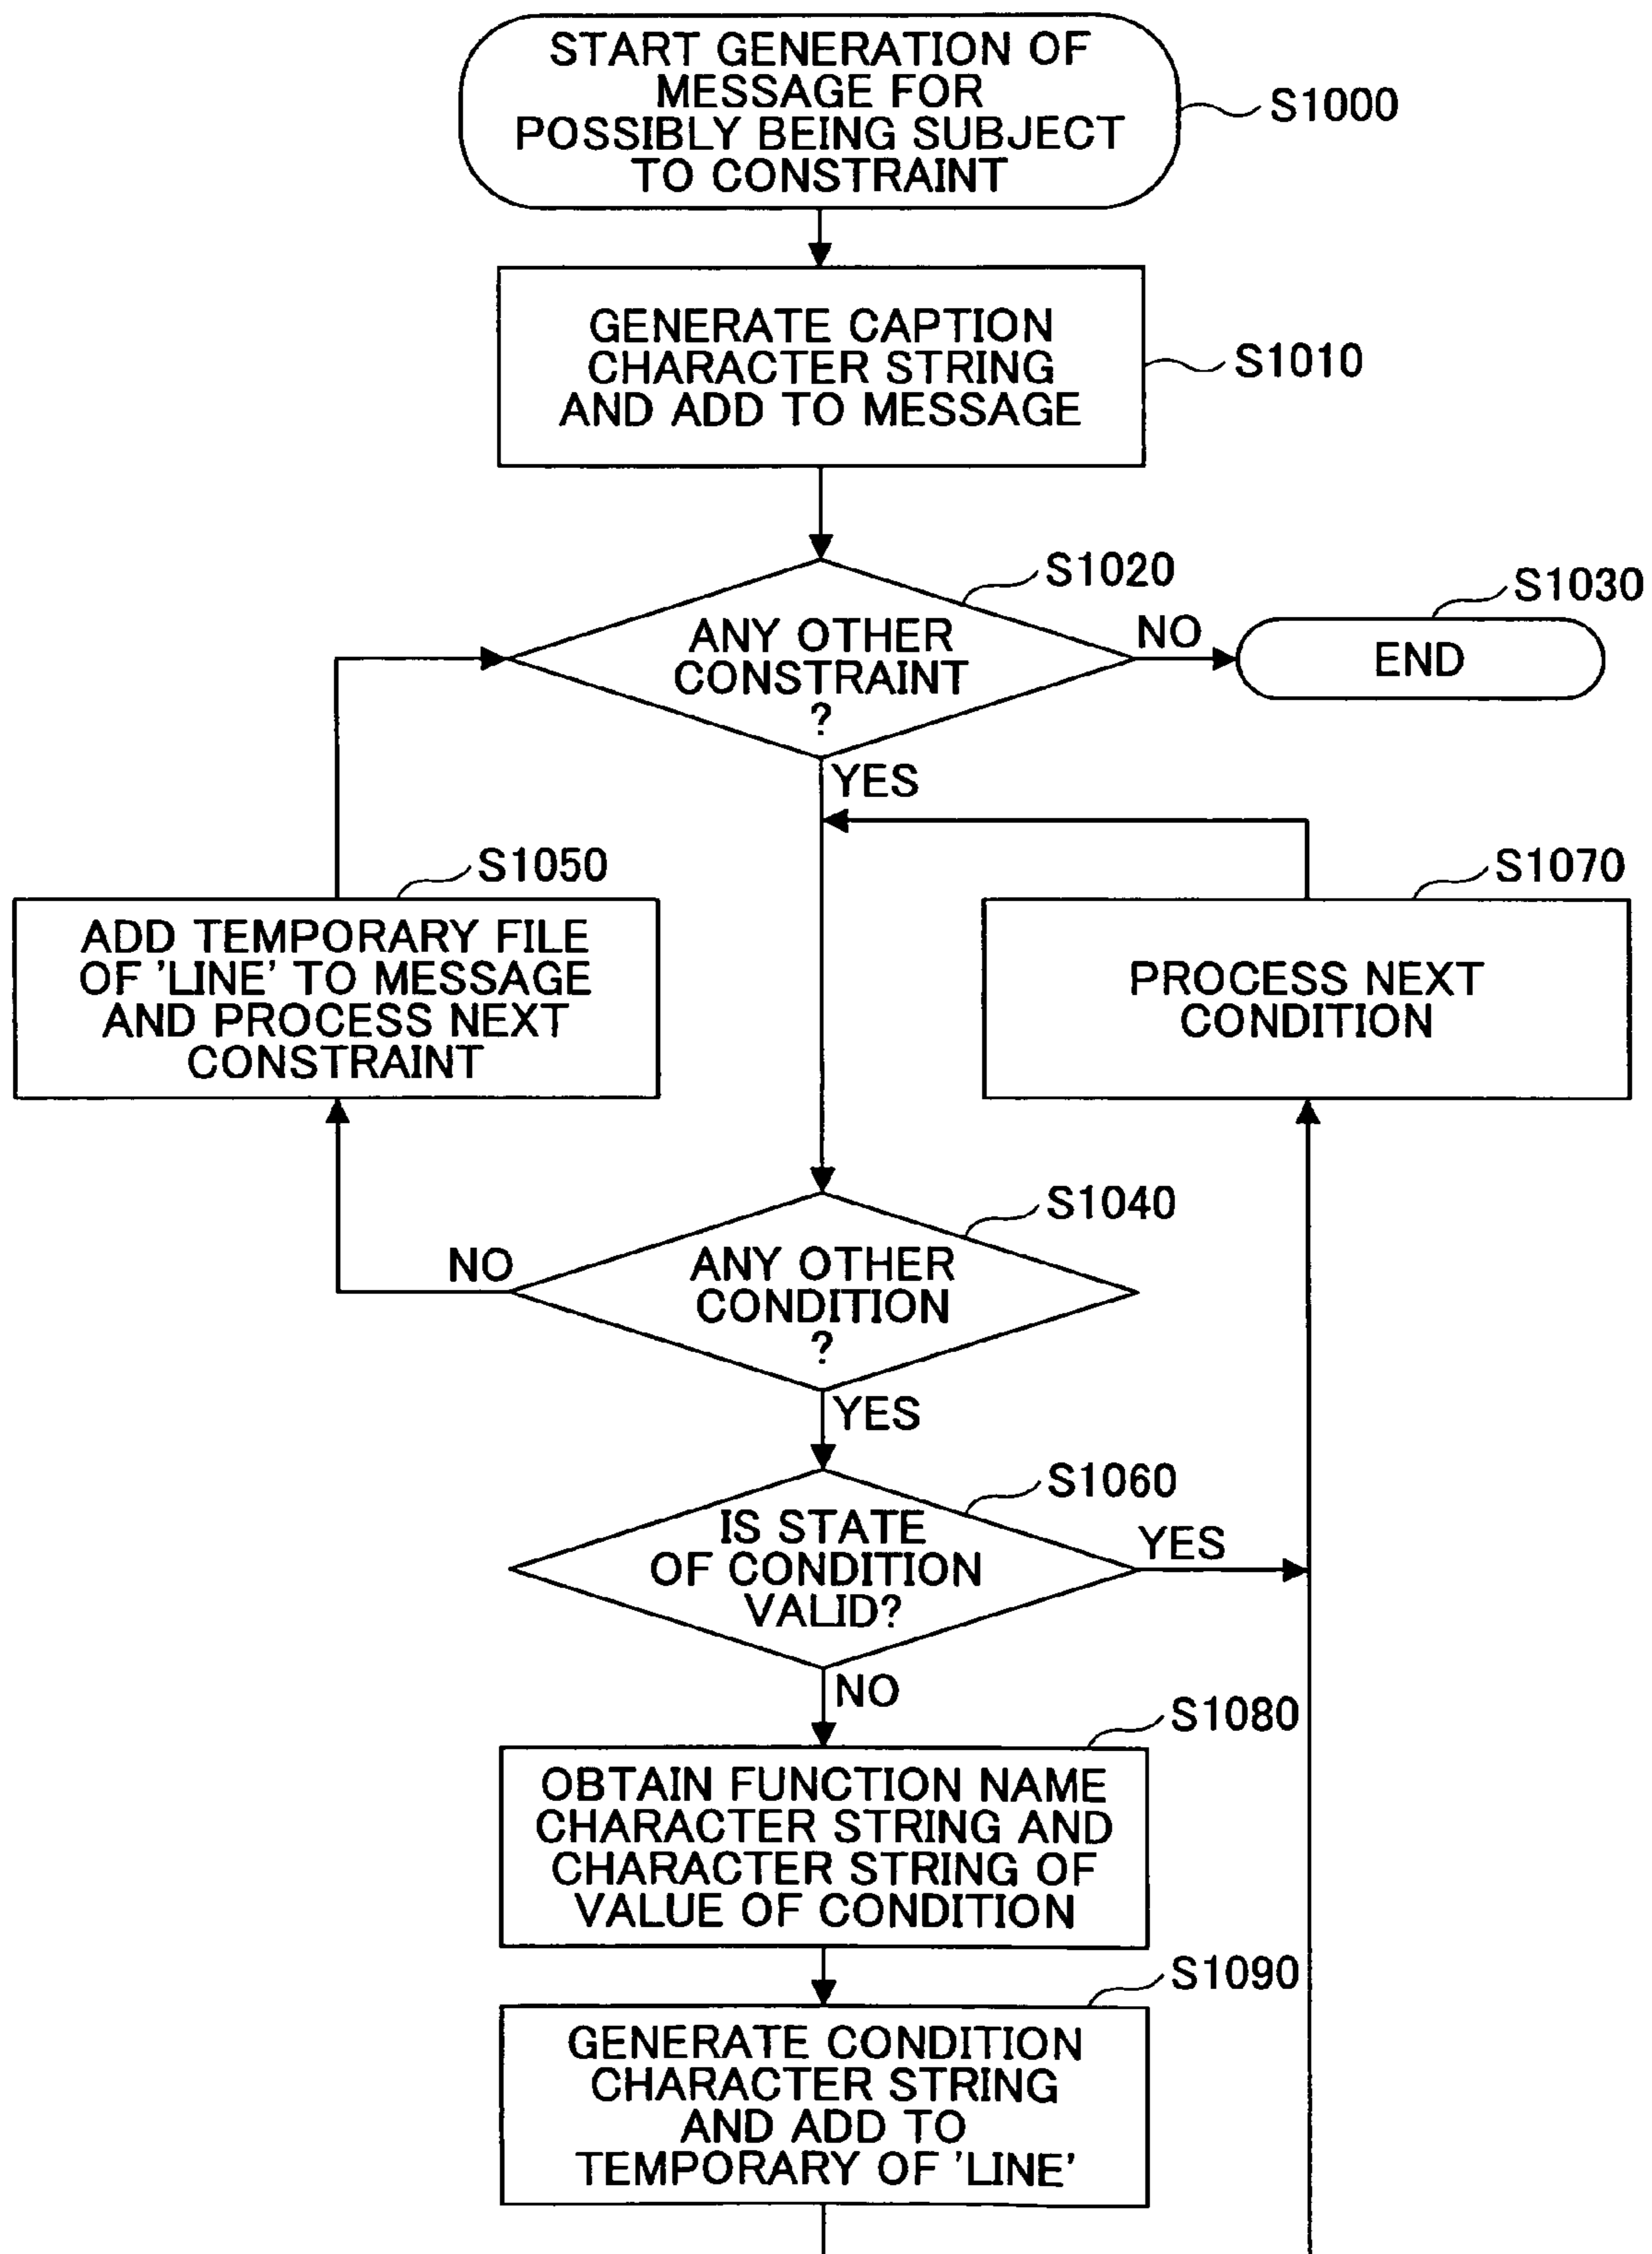 START GENERATION OF
MESSAGE FOR
POSSIBLY BEING SUBJECT
TO CONSTRAINT
S1000
GENERATE CAPTION
CHARACTER STRING
AND ADD TO MESSAGE
S1010
S1020
ANY OTHER
CONSTRAINT
?
NO
S1030
END
YES
S1050
ADD TEMPORARY FILE
OF 'LINE' TO MESSAGE
AND PROCESS NEXT
CONSTRAINT
S1070
PROCESS NEXT
CONDITION
S1040
NO
ANY OTHER
CONDITION
?
YES
S1060
IS STATE
OF CONDITION
VALID?
YES
NO
S1080
OBTAIN FUNCTION NAME
CHARACTER STRING AND
CHARACTER STRING OF
VALUE OF CONDITION
S1090
GENERATE CONDITION
CHARACTER STRING
AND ADD TO
TEMPORARY OF 'LINE'